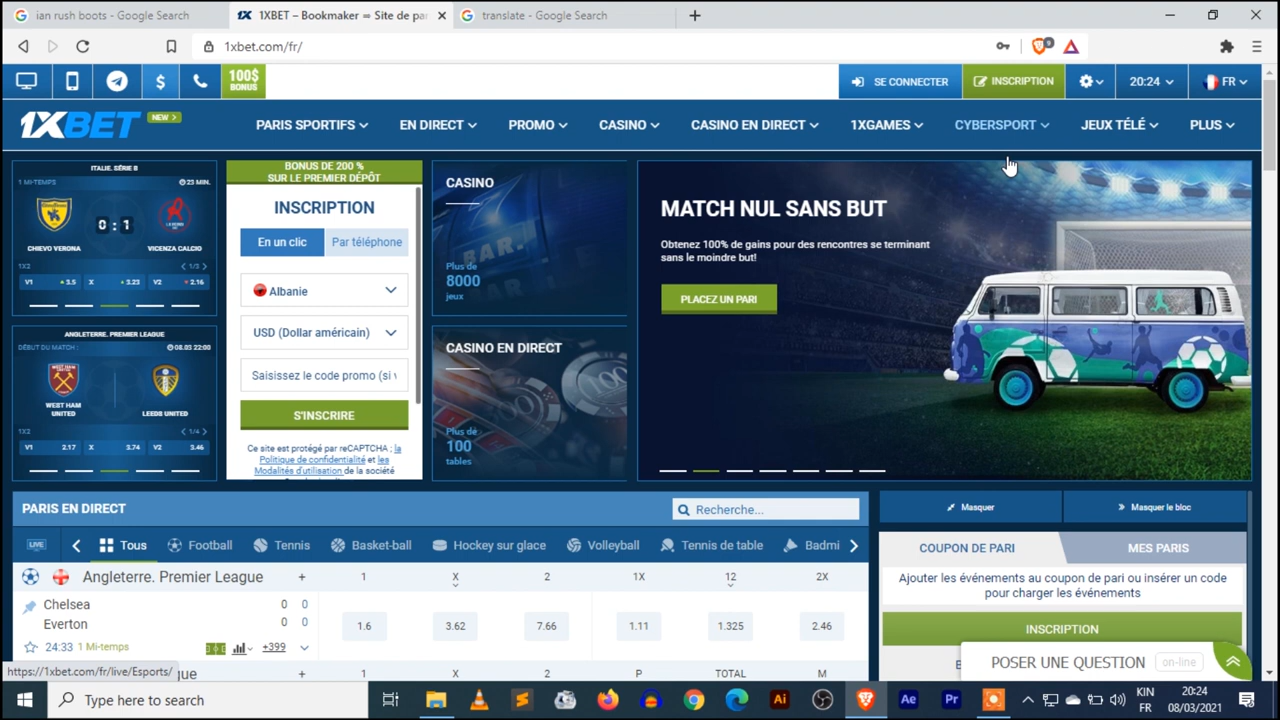 ian rush boots - Google Search
1XBET – Bookmaker ═ Site de par
translate - Google Search
1xbet.com/fr/
100$
BONUS
SE CONNECTER
INSCRIPTION
20:24
FR
1XBET
NEW >
PARIS SPORTIFS
EN DIRECT
PROMO
CASINO
CASINO EN DIRECT
1XGAMES
CYBERSPORT
JEUX TÉLÉ
PLUS
ITALIE. SÉRIE B
1 MI-TEMPS
23 MIN.
0 : 1
CHIEVO VERONA
VICENZA CALCIO
1X2
1/3
V1 3.5 X 3.23 V2 2.16
ANGLETERRE. PREMIER LEAGUE
DÉBUT DU MATCH :
08.03 22:00
WEST HAM
UNITED
LEEDS UNITED
1X2
1/4
V1 2.17 X 3.74 V2 3.46
BONUS DE 200 %
SUR LE PREMIER DÉPÔT
INSCRIPTION
En un clic
Par téléphone
Albanie
USD (Dollar américain)
Saisissez le code promo (si v
S'INSCRIRE
Ce site est protégé par reCAPTCHA ; la
Politique de confidentialité et les
Modalités d'utilisation de la société
CASINO
BAR
Plus de
8000
jeux
CASINO EN DIRECT
100
Plus de
100
tables
MATCH NUL SANS BUT
Obtenez 100% de gains pour des rencontres se terminant
sans le moindre but!
PLACEZ UN PARI
PARIS EN DIRECT
Recherche...
LIVE
Tous
Football
Tennis
Basket-ball
Hockey sur glace
Volleyball
Tennis de table
Badmi
Angleterre. Premier League + 1 X 2 1X 12 2X
Chelsea 0 0
Everton 0 0
1.6 3.62 7.66 1.11 1.325 2.46
24:33 1 Mi-temps +399
gue 1 X 2 P TOTAL M
Masquer
Masquer le bloc
COUPON DE PARI
MES PARIS
Ajouter les événements au coupon de pari ou insérer un code
pour charger les événements
INSCRIPTION
POSER UNE QUESTION
on-line
https://1xbet.com/fr/live/Esports/
Type here to search
Ai
Ae
Pr
KIN
FR
20:24
08/03/2021